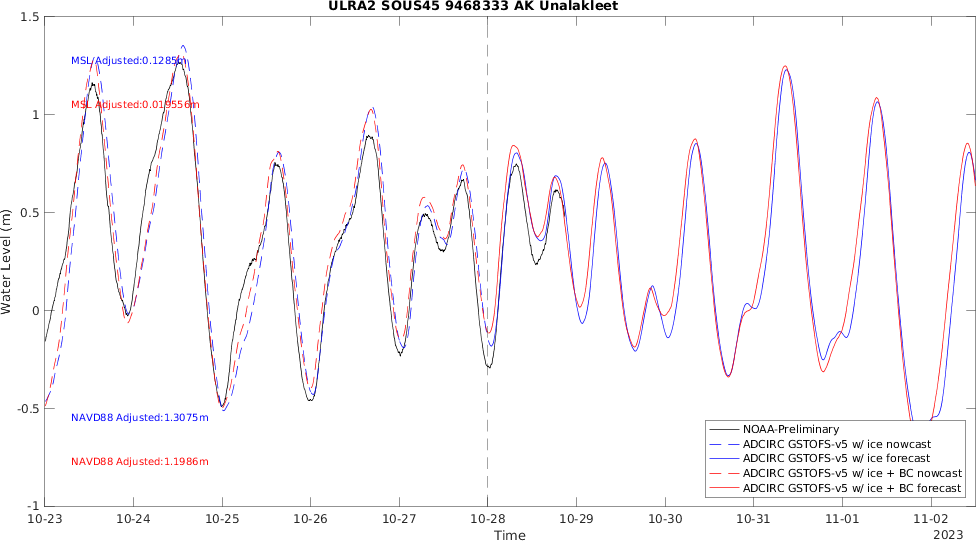 ULRA2 SOUS45 9468333 AK Unalakleet
1.5
1
0.5
0
-0.5
-1
Water Level (m)
MSL Adjusted:0.1285m
MSL Adjusted:0.019556m
NAVD88 Adjusted:1.3075m
NAVD88 Adjusted:1.1986m
NOAA-Preliminary
ADCIRC GSTOFS-v5 w/ ice nowcast
ADCIRC GSTOFS-v5 w/ ice forecast
ADCIRC GSTOFS-v5 w/ ice + BC nowcast
ADCIRC GSTOFS-v5 w/ ice + BC forecast
10-23 10-24 10-25 10-26 10-27 10-28 10-29 10-30 10-31 11-01 11-02
Time
2023